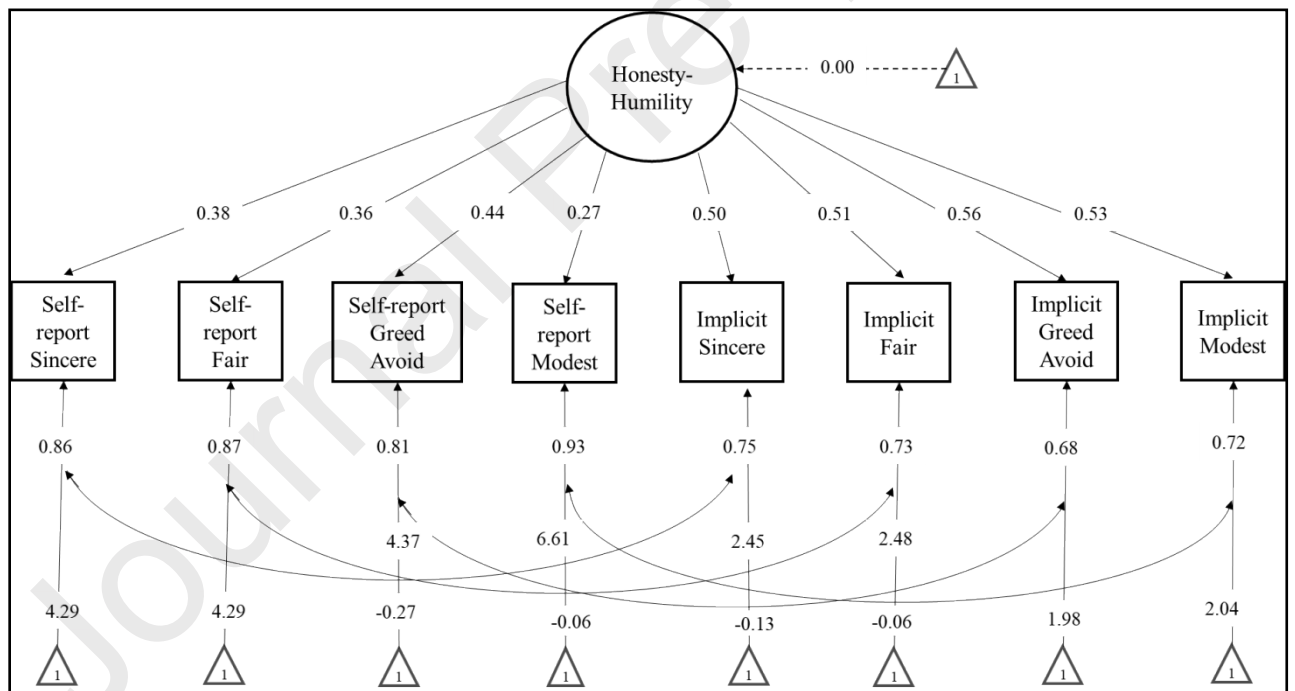 Journal Pre
Honesty-
Humility
0.00
1
0.38
0.36
0.44
0.27
0.50
0.51
0.56
0.53
Self-
report
Sincere
Self-
report
Fair
Self-report
Greed
Avoid
Self-
report
Modest
Implicit
Sincere
Implicit
Fair
Implicit
Greed
Avoid
Implicit
Modest
0.86
0.87
0.81
0.93
0.75
0.73
0.68
0.72
4.37
6.61
2.45
2.48
4.29
4.29
-0.27
-0.06
-0.13
-0.06
1.98
2.04
1
1
1
1
1
1
1
1